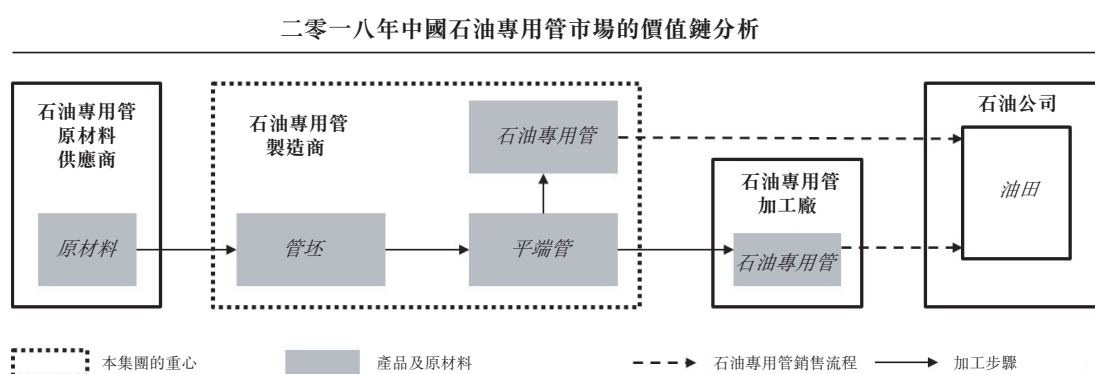 二零一八年中國石油專用管市場的價值鏈分析
石油專用管
原材料
供應商
原材料
石油專用管
製造商
管坯
石油專用管
平端管
石油專用管
加工廠
石油專用管
石油公司
油田
本集團的重心
產品及原材料
石油專用管銷售流程
加工步驟